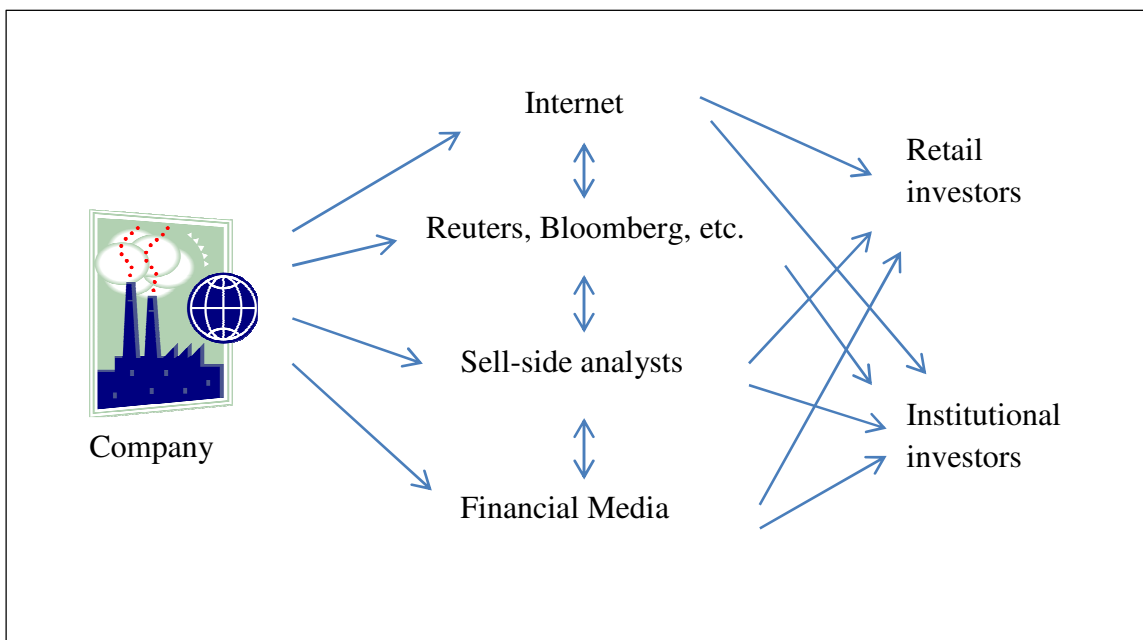 Internet
Retail
investors
Reuters, Bloomberg, etc.
Sell-side analysts
Company
Institutional
investors
Financial Media